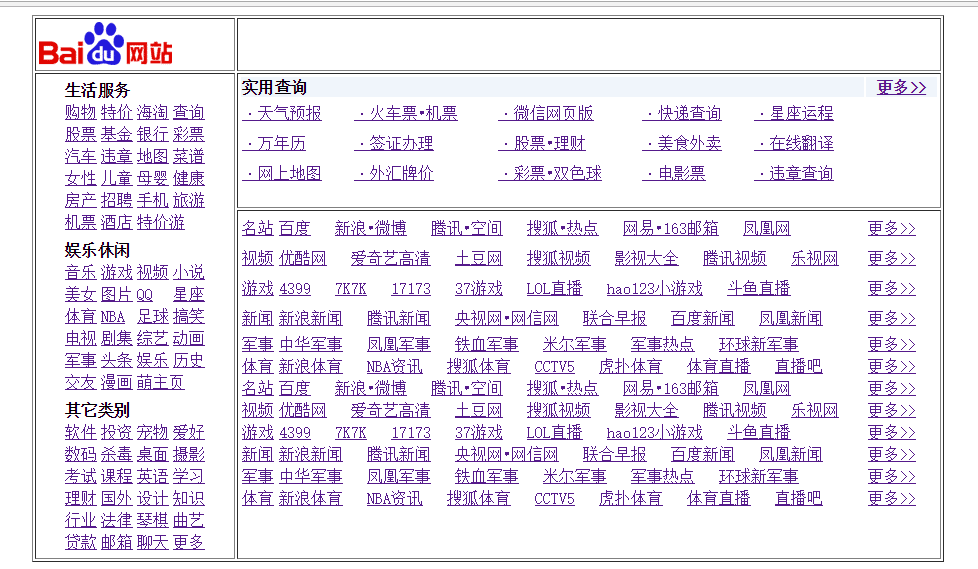 Bai du 网站
生活服务
购物 特价 海淘 查询
股票 基金 银行 彩票
汽车 违章 地图 菜谱
女性 儿童 母婴 健康
房产 招聘 手机 旅游
机票 酒店 特价游
娱乐休闲
音乐 游戏 视频 小说
美女 图片 QQ 星座
体育 NBA 足球 搞笑
电视 剧集 综艺 动画
军事 头条 娱乐 历史
交友 漫画 萌主页
其它类别
软件 投资 宠物 爱好
数码 杀毒 桌面 摄影
考试 课程 英语 学习
理财 国外 设计 知识
行业 法律 琴棋 曲艺
贷款 邮箱 聊天 更多
实用查询 更多>>
·天气预报 ·火车票•机票 ·微信网页版 ·快递查询 ·星座运程
·万年历 ·签证办理 ·股票•理财 ·美食外卖 ·在线翻译
·网上地图 ·外汇牌价 ·彩票•双色球 ·电影票 ·违章查询
名站 百度 新浪•微博 腾讯•空间 搜狐•热点 网易•163邮箱 凤凰网 更多>>
视频 优酷网 爱奇艺高清 土豆网 搜狐视频 影视大全 腾讯视频 乐视网 更多>>
游戏 4399 7K7K 17173 37游戏 LOL直播 hao123小游戏 斗鱼直播 更多>>
新闻 新浪新闻 腾讯新闻 央视网•网信网 联合早报 百度新闻 凤凰新闻 更多>>
军事 中华军事 凤凰军事 铁血军事 米尔军事 军事热点 环球新军事 更多>>
体育 新浪体育 NBA资讯 搜狐体育 CCTV5 虎扑体育 体育直播 直播吧 更多>>
名站 百度 新浪•微博 腾讯•空间 搜狐•热点 网易•163邮箱 凤凰网 更多>>
视频 优酷网 爱奇艺高清 土豆网 搜狐视频 影视大全 腾讯视频 乐视网 更多>>
游戏 4399 7K7K 17173 37游戏 LOL直播 hao123小游戏 斗鱼直播 更多>>
新闻 新浪新闻 腾讯新闻 央视网•网信网 联合早报 百度新闻 凤凰新闻 更多>>
军事 中华军事 凤凰军事 铁血军事 米尔军事 军事热点 环球新军事 更多>>
体育 新浪体育 NBA资讯 搜狐体育 CCTV5 虎扑体育 体育直播 直播吧 更多>>